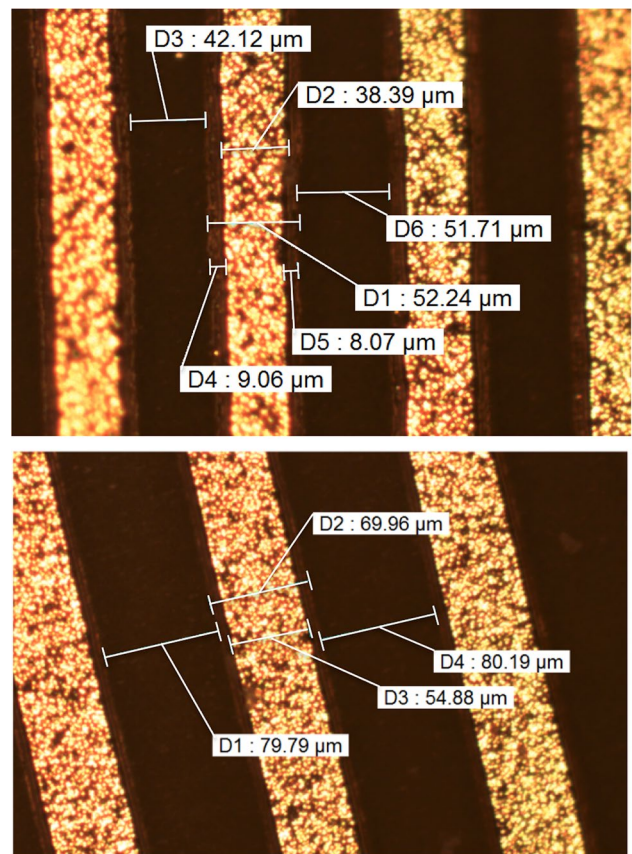 D3 : 42.12 µm
D2 : 38.39 µm
D6 : 51.71 µm
D1 : 52.24 µm
D5 : 8.07 µm
D4 : 9.06 µm
D2 : 69.96 µm
D4 : 80.19 µm
D3 : 54.88 µm
D1 : 79.79 µm